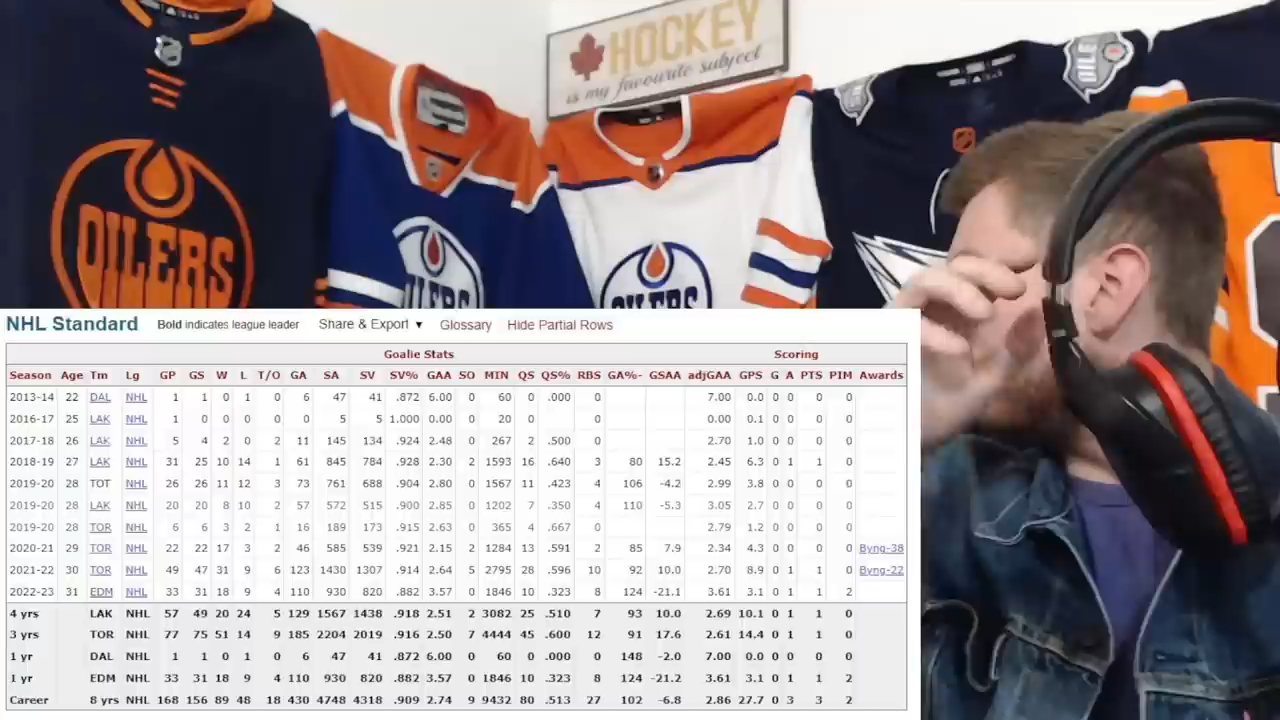 HOCKEY
is my favourite subject
OILERS
OILERS
OILERS
OILE
NHL Standard Bold indicates league leader Share & Export ▼ Glossary Hide Partial Rows
Goalie Stats Scoring
Season Age Tm Lg GP GS W L T/O GA SA SV SV% GAA SO MIN QS QS% RBS GA%- GSAA adjGAA GPS G A PTS PIM Awards
2013-14 22 DAL NHL 1 1 0 1 0 6 47 41 .872 6.00 0 60 0 .000 0 7.00 0.0 0 0 0 0
2016-17 25 LAK NHL 1 0 0 0 0 0 5 5 1.000 0.00 0 20 0 0 0.00 0.1 0 0 0 0
2017-18 26 LAK NHL 5 4 2 0 2 11 145 134 .924 2.48 0 267 2 .500 0 2.70 1.0 0 0 0 0
2018-19 27 LAK NHL 31 25 10 14 1 61 845 784 .928 2.30 2 1593 16 .640 3 80 15.2 2.45 6.3 0 1 1 0
2019-20 28 TOT NHL 26 26 11 12 3 73 761 688 .904 2.80 0 1567 11 .423 4 106 -4.2 2.99 3.8 0 0 0 0
2019-20 28 LAK NHL 20 20 8 10 2 57 572 515 .900 2.85 0 1202 7 .350 4 110 -5.3 3.05 2.7 0 0 0 0
2019-20 28 TOR NHL 6 6 3 2 1 16 189 173 .915 2.63 0 365 4 .667 0 2.79 1.2 0 0 0 0
2020-21 29 TOR NHL 22 22 17 3 2 46 585 539 .921 2.15 2 1284 13 .591 2 85 7.9 2.34 4.3 0 0 0 0 Byng-38
2021-22 30 TOR NHL 49 47 31 9 6 123 1430 1307 .914 2.64 5 2795 28 .596 10 92 10.0 2.70 8.9 0 1 1 0 Byng-22
2022-23 31 EDM NHL 33 31 18 9 4 110 930 820 .882 3.57 0 1846 10 .323 8 124 -21.1 3.61 3.1 0 1 1 2
4 yrs LAK NHL 57 49 20 24 5 129 1567 1438 .918 2.51 2 3082 25 .510 7 93 10.0 2.69 10.1 0 1 1 0
3 yrs TOR NHL 77 75 51 14 9 185 2204 2019 .916 2.50 7 4444 45 .600 12 91 17.6 2.61 14.4 0 1 1 0
1 yr DAL NHL 1 1 0 1 0 6 47 41 .872 6.00 0 60 0 .000 0 148 -2.0 7.00 0.0 0 0 0 0
1 yr EDM NHL 33 31 18 9 4 110 930 820 .882 3.57 0 1846 10 .323 8 124 -21.2 3.61 3.1 0 1 1 2
Career 8 yrs NHL 168 156 89 48 18 430 4748 4318 .909 2.74 9 9432 80 .513 27 102 -6.8 2.86 27.7 0 3 3 2